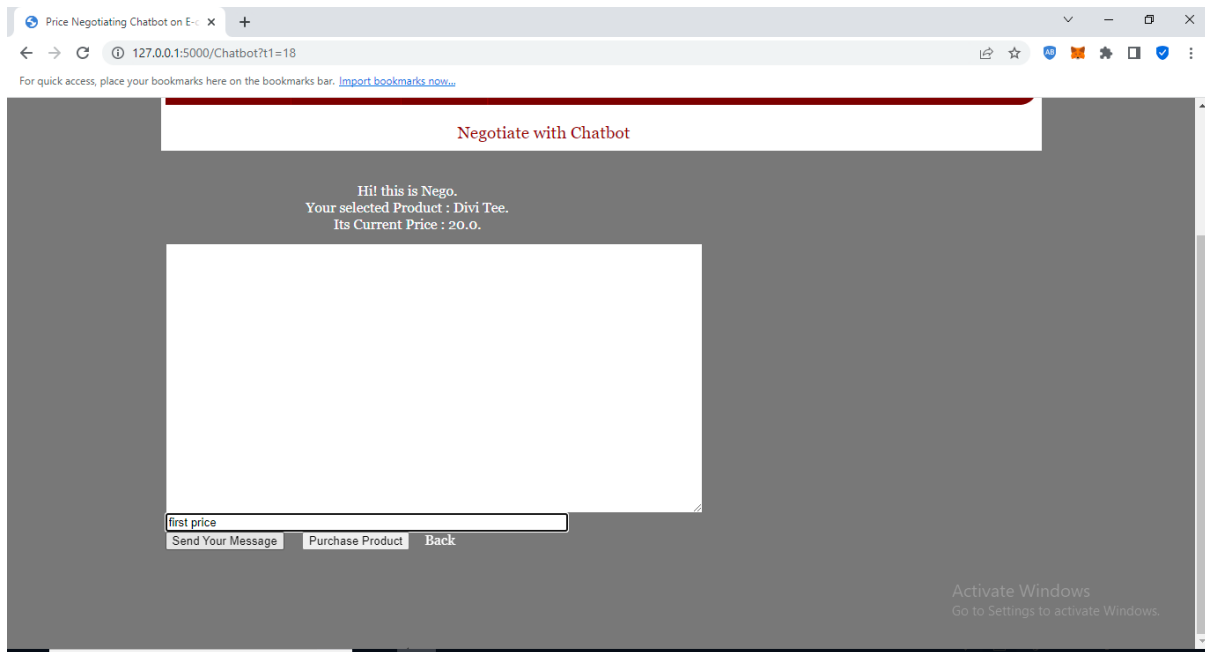 Price Negotiating Chatbot on E-c
127.0.0.1:5000/Chatbot?t1=18
AB
For quick access, place your bookmarks here on the bookmarks bar. Import bookmarks now...
Negotiate with Chatbot
Hi! this is Nego.
Your selected Product : Divi Tee.
Its Current Price : 20.0.
first price
Send Your Message Purchase Product Back
Activate Windows
Go to Settings to activate Windows.